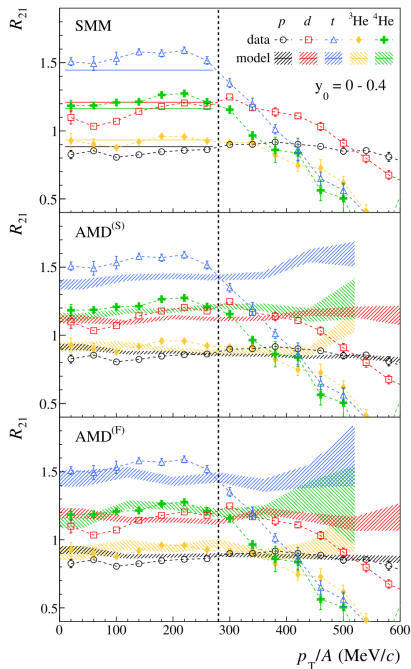 R₂₁
SMM
p d t ³He ⁴He
data
model
y₀ = 0 - 0.4
1.5
1
0.5
R₂₁
AMD⁽ˢ⁾
1.5
1
0.5
R₂₁
AMD⁽ᶠ⁾
1.5
1
0.5
0 100 200 300 400 500 600
p_T/A (MeV/c)